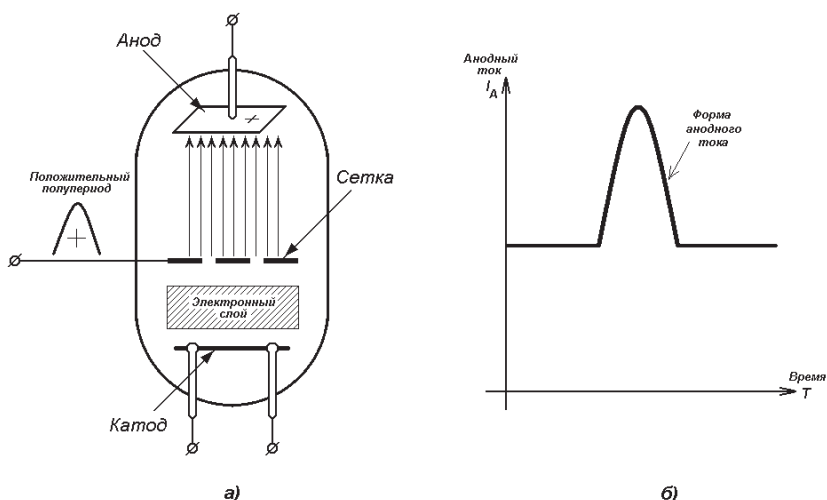 Анод
+
Положительный
полупериод
+
Сетка
Электронный
слой
Катод
а)
Анодный
ток
I A
Форма
анодного
тока
Время
T
б)